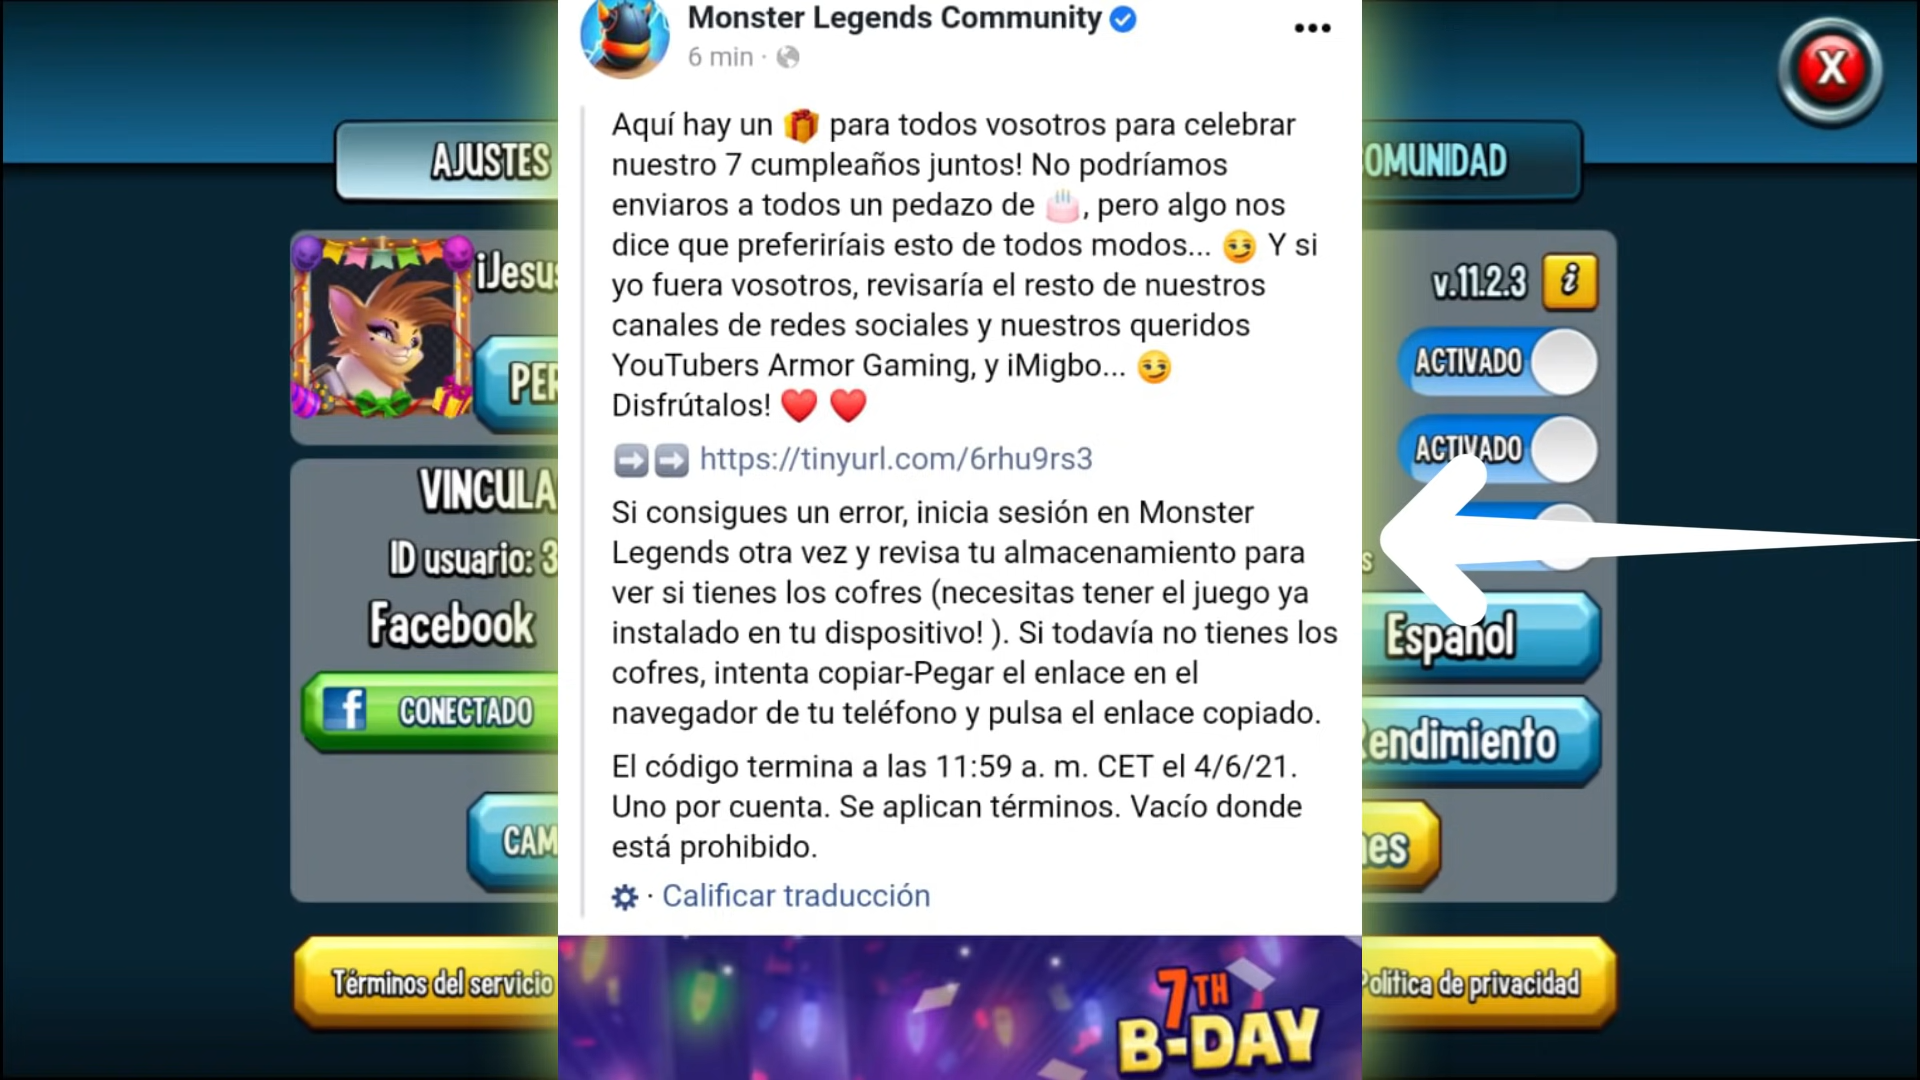 Monster Legends Community
6 min ·
AJUSTES
COMUNIDAD
X
Aquí hay un 🎁 para todos vosotros para celebrar
nuestro 7 cumpleaños juntos! No podríamos
enviaros a todos un pedazo de 🎂, pero algo nos
dice que preferiríais esto de todos modos... 😏 Y si
yo fuera vosotros, revisaría el resto de nuestros
canales de redes sociales y nuestros queridos
YouTubers Armor Gaming, y iMigbo... 😏
Disfrútalos! ❤️ ❤️
➡️➡️ https://tinyurl.com/6rhu9rs3
Si consigues un error, inicia sesión en Monster
Legends otra vez y revisa tu almacenamiento para
ver si tienes los cofres (necesitas tener el juego ya
instalado en tu dispositivo! ). Si todavía no tienes los
cofres, intenta copiar-Pegar el enlace en el
navegador de tu teléfono y pulsa el enlace copiado.
El código termina a las 11:59 a. m. CET el 4/6/21.
Uno por cuenta. Se aplican términos. Vacío donde
está prohibido.
· Calificar traducción
7TH
B-DAY
iJesus
PER
VINCULA
ID usuario: 3
Facebook
f CONECTADO
CAM
Términos del servicio
v.11.2.3 i
ACTIVADO
ACTIVADO
s
Español
Rendimiento
nes
Política de privacidad